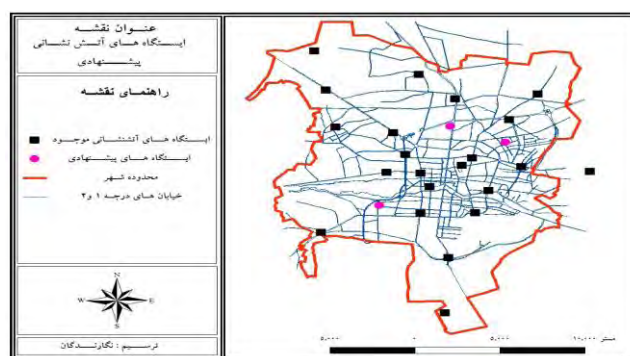 عنوان نقشه
ایستگاه های آتش نشانی
پیشنهادی
راهنمای نقشه
ایستگاه های آتشنشانی موجود
ایستگاه های پیشنهادی
محدوده شهر
خیابان های درجه ۱ و ۲
N
W E
S
ترسیم : نگارندگان
۵,۰۰۰ ۰ ۵,۰۰۰ ۱۰,۰۰۰ متر